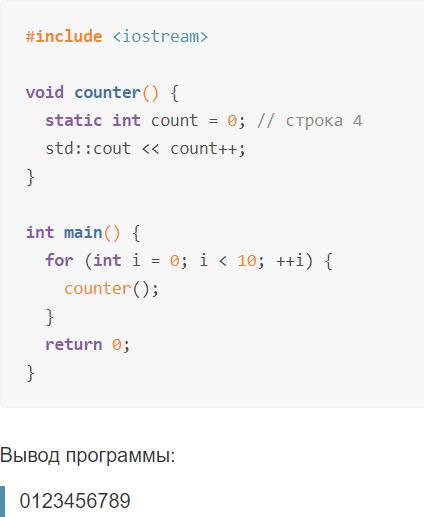 #include <iostream>

void counter() {
  static int count = 0; // строка 4
  std::cout << count++;
}

int main() {
  for (int i = 0; i < 10; ++i) {
    counter();
  }
  return 0;
}

Вывод программы:
0123456789